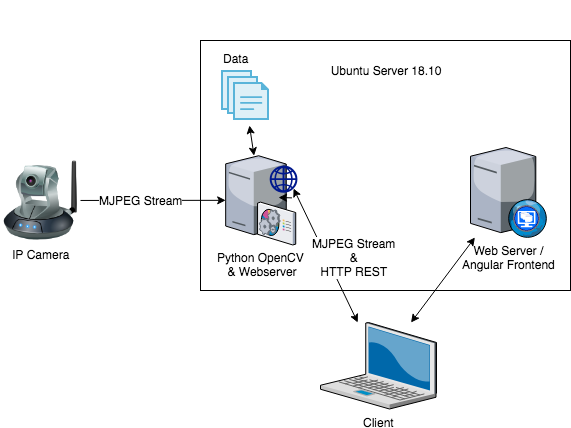 Data
Ubuntu Server 18.10
MJPEG Stream
IP Camera
Python OpenCV
& Webserver
MJPEG Stream
&
HTTP REST
Web Server /
Angular Frontend
Client